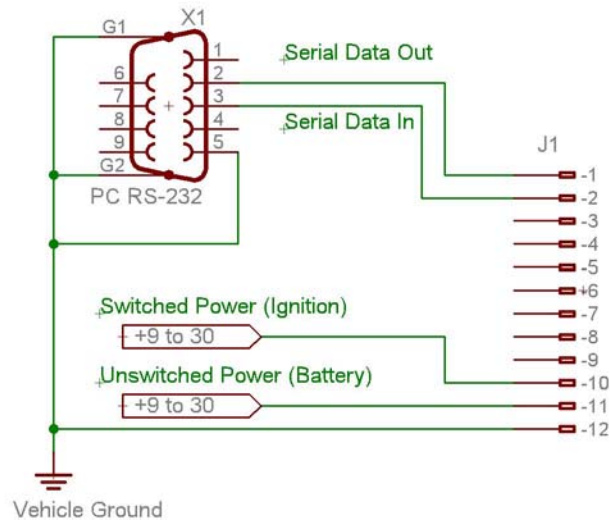 X1
G1
1
Serial Data Out
6
2
7
3
8
4
Serial Data In
9
5
G2
PC RS-232
J1
-1
-2
-3
-4
-5
+6
-7
-8
-9
-10
-11
-12
Switched Power (Ignition)
+9 to 30
Unswitched Power (Battery)
+9 to 30
Vehicle Ground